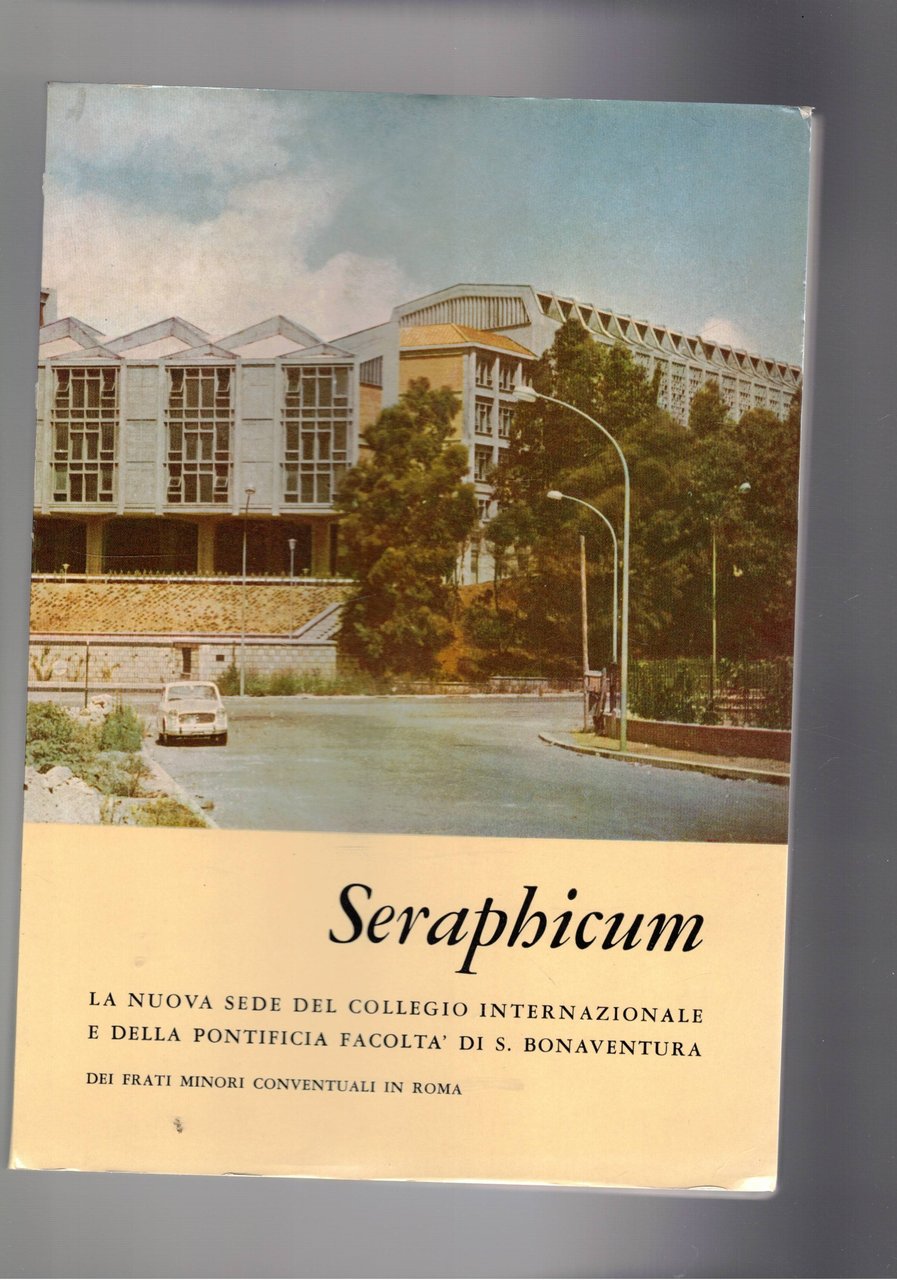 Seraphicum
LA NUOVA SEDE DEL COLLEGIO INTERNAZIONALE
E DELLA PONTIFICIA FACOLTA' DI S. BONAVENTURA
DEI FRATI MINORI CONVENTUALI IN ROMA